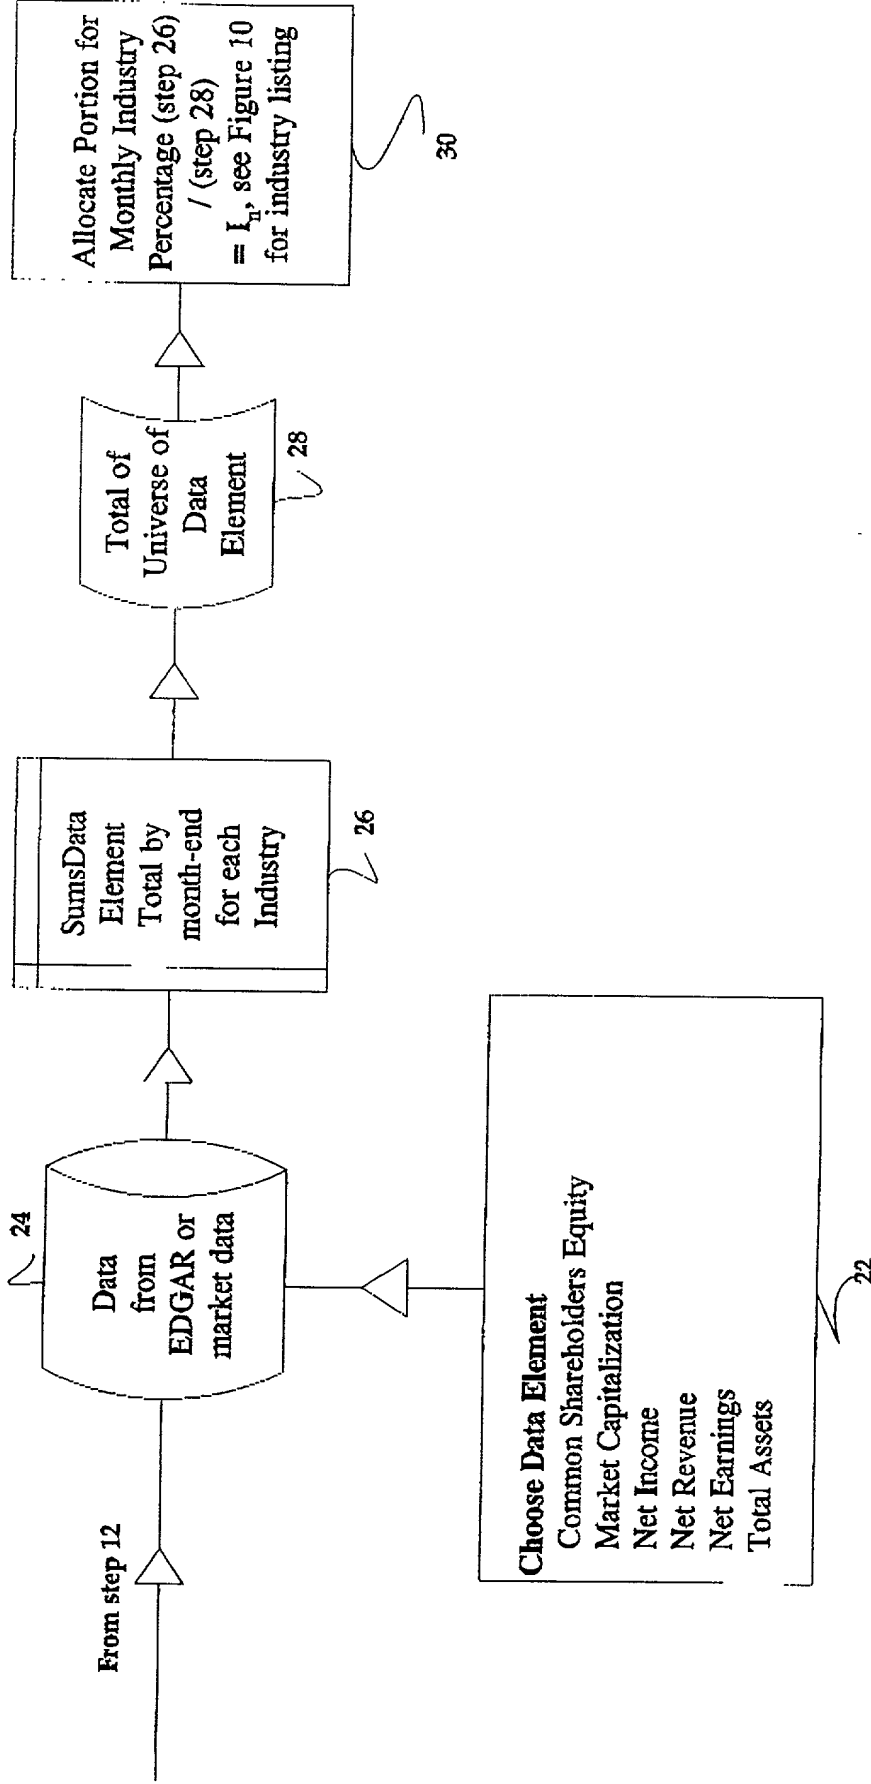 From step 12
24
Data
from
EDGAR or
market data
Choose Data Element
Common Shareholders Equity
Market Capitalization
Net Income
Net Revenue
Net Earnings
Total Assets
22
SumsData
Element
Total by
month-end
for each
Industry
26
Total of
Universe of
Data
Element
28
Allocate Portion for
Monthly Industry
Percentage (step 26)
/ (step 28)
= Iₙ, see Figure 10
for industry listing
30